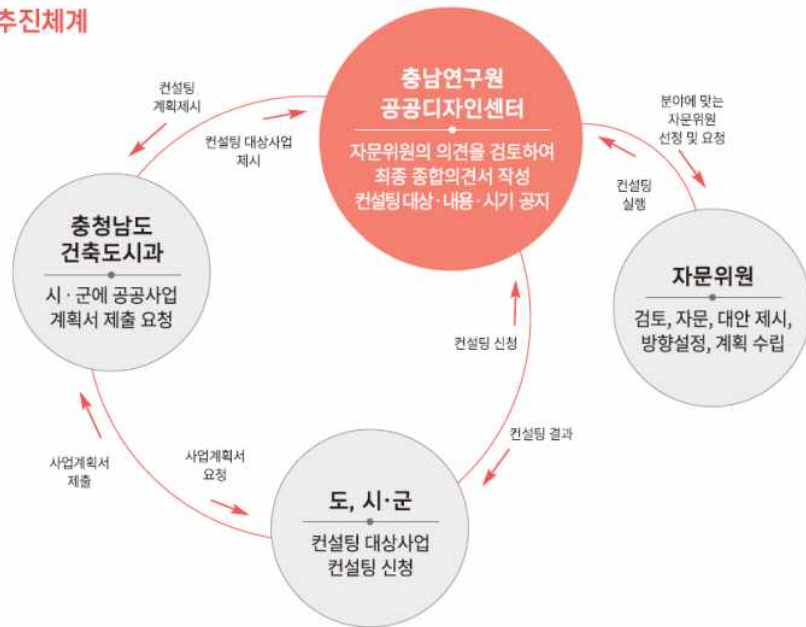 추진체계
충남연구원
공공디자인센터
자문위원의 의견을 검토하여
최종 종합의견서 작성
컨설팅 대상·내용·시기 공지
컨설팅
계획제시
컨설팅 대상사업
제시
분야에 맞는
자문위원
선정 및 요청
컨설팅
실행
충청남도
건축도시과
시·군에 공공사업
계획서 제출 요청
자문위원
검토, 자문, 대안 제시,
방향설정, 계획 수립
컨설팅 신청
컨설팅 결과
사업계획서
제출
사업계획서
요청
도, 시·군
컨설팅 대상사업
컨설팅 신청